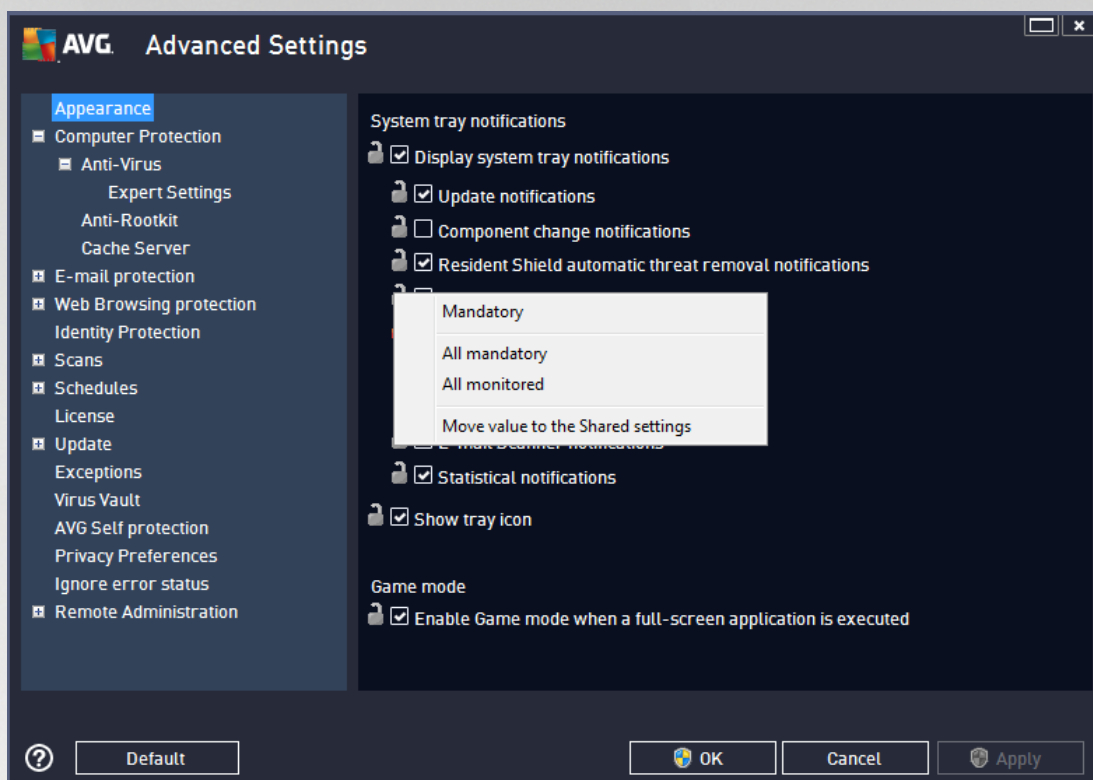 AVG. Advanced Settings
Appearance
Computer Protection
Anti-Virus
Expert Settings
Anti-Rootkit
Cache Server
E-mail protection
Web Browsing protection
Identity Protection
Scans
Schedules
License
Update
Exceptions
Virus Vault
AVG Self protection
Privacy Preferences
Ignore error status
Remote Administration
System tray notifications
Display system tray notifications
Update notifications
Component change notifications
Resident Shield automatic threat removal notifications
Mandatory
All mandatory
All monitored
Move value to the Shared settings
E-mail Scanner notifications
Statistical notifications
Show tray icon
Game mode
Enable Game mode when a full-screen application is executed
Default
OK
Cancel
Apply